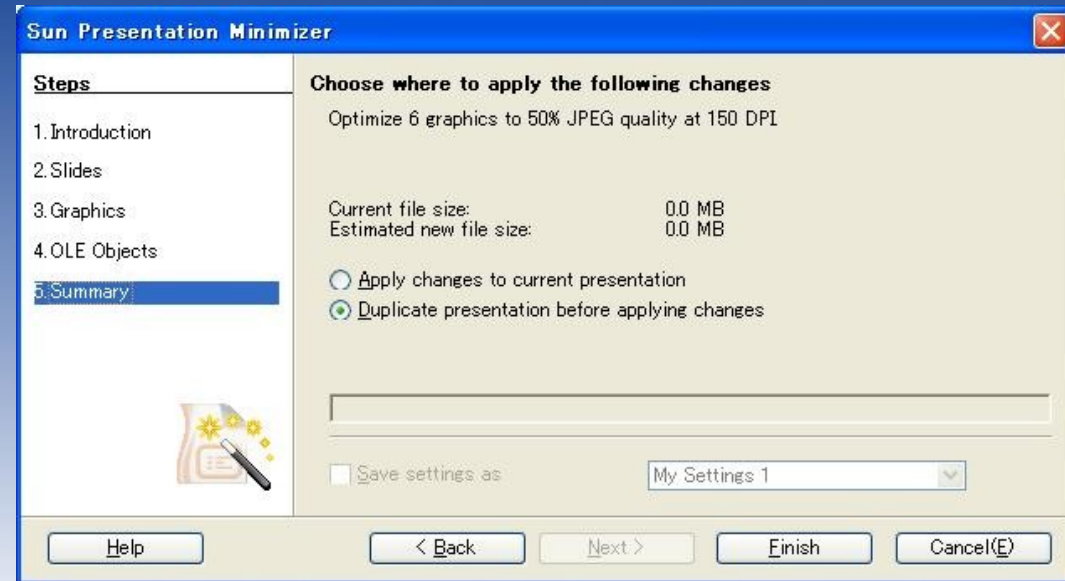 Sun Presentation Minimizer
Steps
1. Introduction
2. Slides
3. Graphics
4. OLE Objects
5. Summary
Choose where to apply the following changes
Optimize 6 graphics to 50% JPEG quality at 150 DPI
Current file size: 0.0 MB
Estimated new file size: 0.0 MB
Apply changes to current presentation
Duplicate presentation before applying changes
Save settings as My Settings 1
Help < Back Next > Finish Cancel(E)